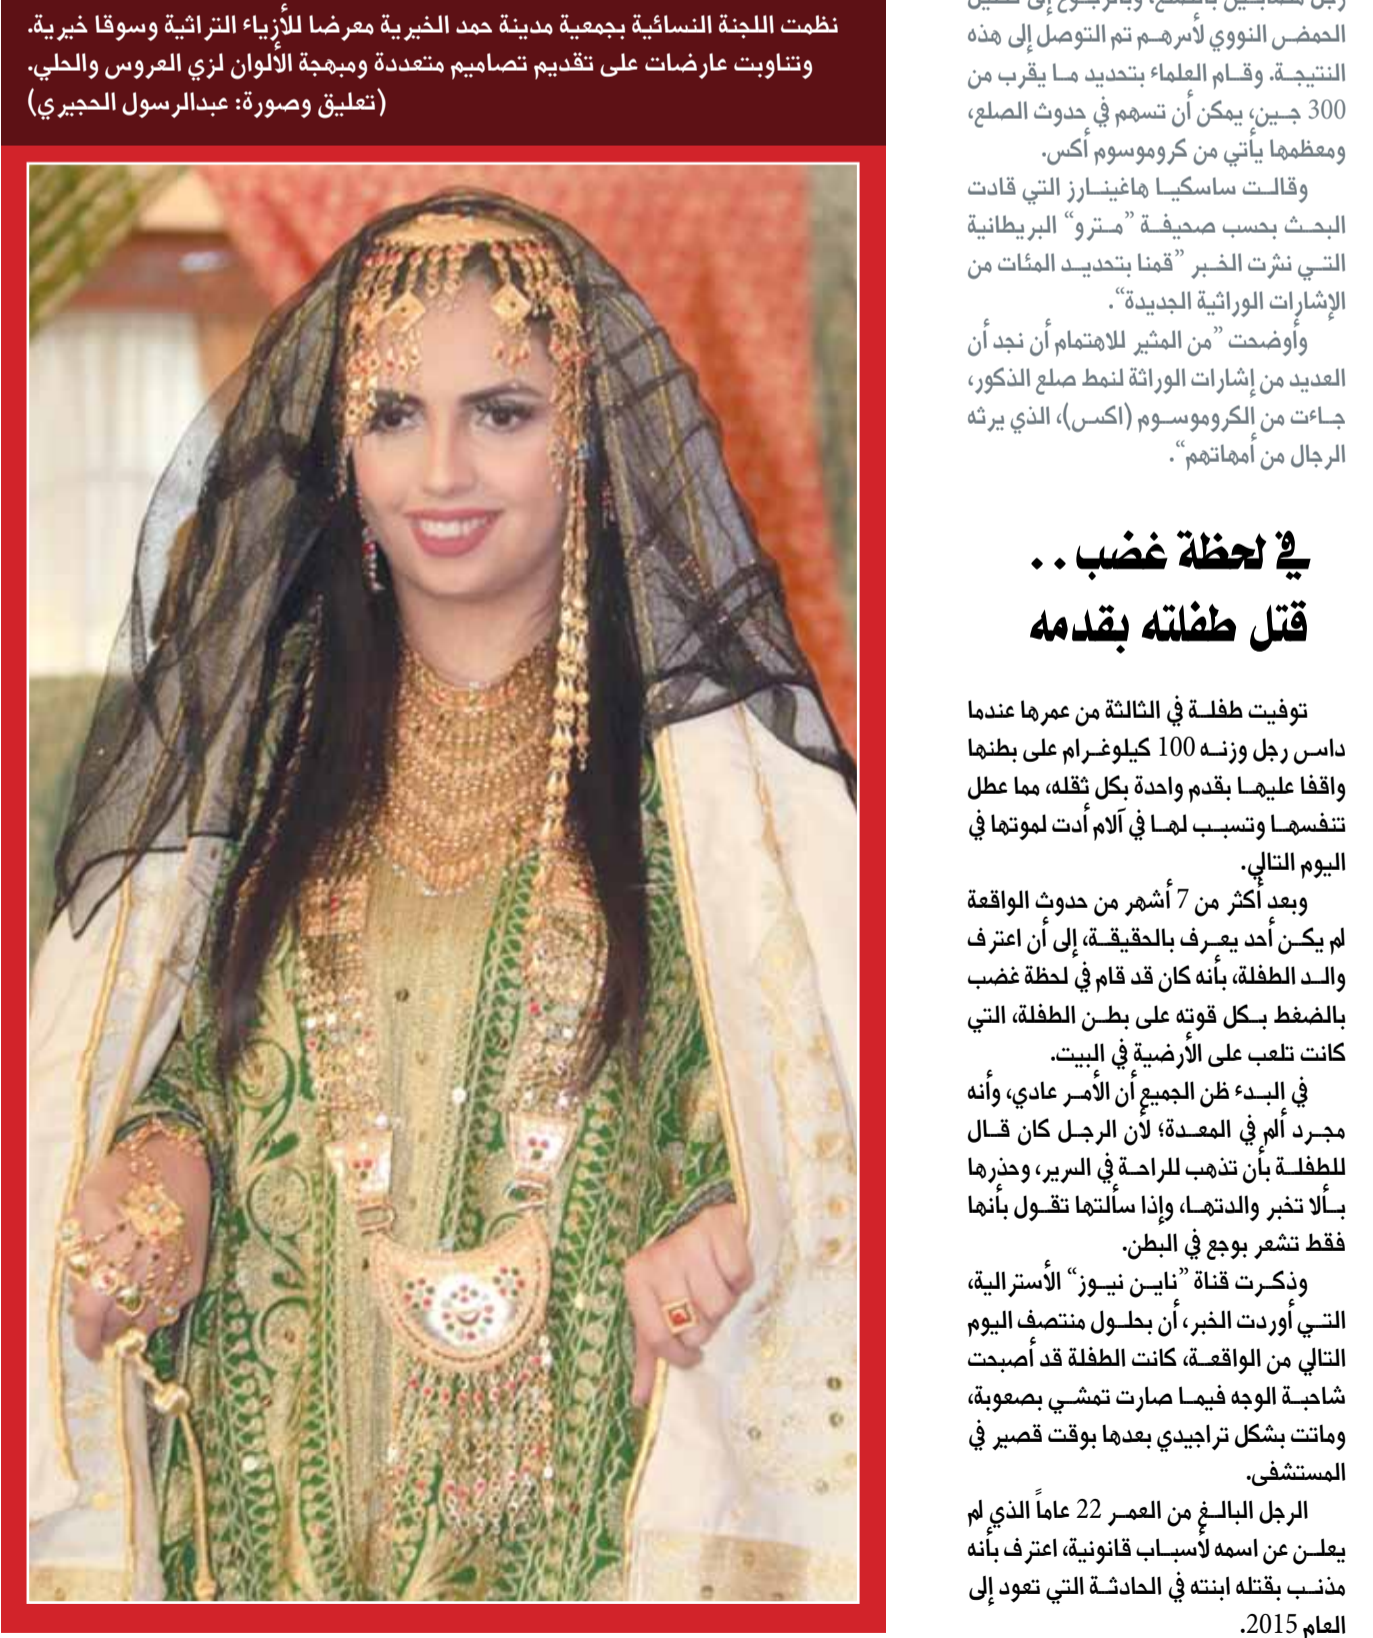 نظمت اللجنة النسائية بجمعية مدينة حمد الخيرية معرضا للأزياء التراثية وسوقا خيرية.
وتناوبت عارضات على تقديم تصاميم متعددة ومبهجة الألوان لزي العروس والحلي.
(تعليق وصورة: عبدالرسول الحجيري)
الحمض النووي لأسرهم تم التوصل إلى هذه
النتيجة. وقام العلماء بتحديد ما يقرب من
300 جين، يمكن أن تسهم في حدوث الصلع،
ومعظمها يأتي من كروموسوم أكس.
وقالت ساسكيا هاغينارز التي قادت
البحث بحسب صحيفة ”مترو“ البريطانية
التي نشرت الخبر ”قمنا بتحديد المئات من
الإشارات الوراثية الجديدة“.
وأوضحت ”من المثير للاهتمام أن نجد أن
العديد من إشارات الوراثة لنمط صلع الذكور،
جاءت من الكروموسوم (اكس)، الذي يرثه
الرجال من أمهاتهم“.
في لحظة غضب . .
قتل طفلته بقدمه
توفيت طفلة في الثالثة من عمرها عندما
داس رجل وزنه 100 كيلوغرام على بطنها
واقفا عليها بقدم واحدة بكل ثقله، مما عطل
تنفسها وتسبب لها في آلام أدت لموتها في
اليوم التالي.
وبعد أكثر من 7 أشهر من حدوث الواقعة
لم يكن أحد يعرف بالحقيقة، إلى أن اعترف
والد الطفلة، بأنه كان قد قام في لحظة غضب
بالضغط بكل قوته على بطن الطفلة، التي
كانت تلعب على الأرضية في البيت.
في البدء ظن الجميع أن الأمر عادي، وأنه
مجرد ألم في المعدة؛ لأن الرجل كان قال
للطفلة بأن تذهب للراحة في السرير، وحذرها
بألا تخبر والدتها، وإذا سألتها تقول بأنها
فقط تشعر بوجع في البطن.
وذكرت قناة ”ناين نيوز“ الأسترالية،
التي أوردت الخبر، أن بحلول منتصف اليوم
التالي من الواقعة، كانت الطفلة قد أصبحت
شاحبة الوجه فيما صارت تمشي بصعوبة،
وماتت بشكل تراجيدي بعدها بوقت قصير في
المستشفى.
الرجل البالغ من العمر 22 عاماً الذي لم
يعلن عن اسمه لأسباب قانونية، اعترف بأنه
مذنب بقتله ابنته في الحادثة التي تعود إلى
العام 2015.